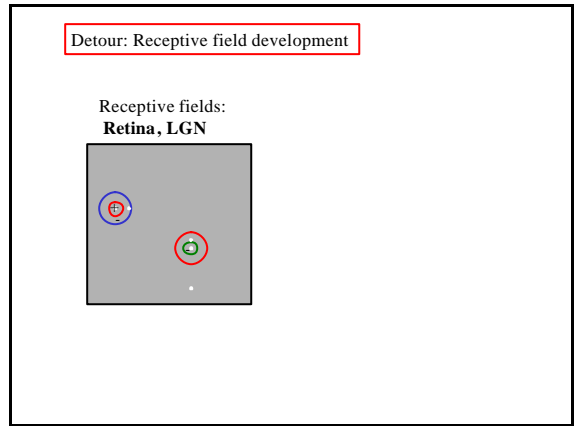 Detour: Receptive field development
Receptive fields:
Retina, LGN
+
-
-